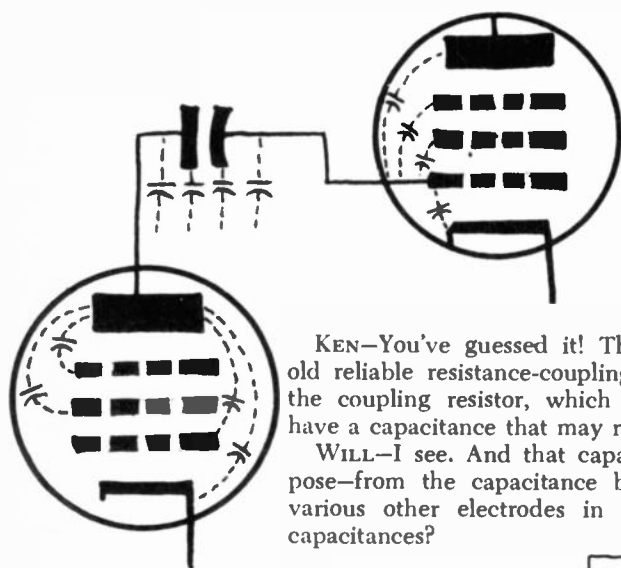 KEN—You've guessed it! Th
old reliable resistance-coupling
the coupling resistor, which
have a capacitance that may r
WILL—I see. And that capa
pose—from the capacitance b
various other electrodes in
capacitances?